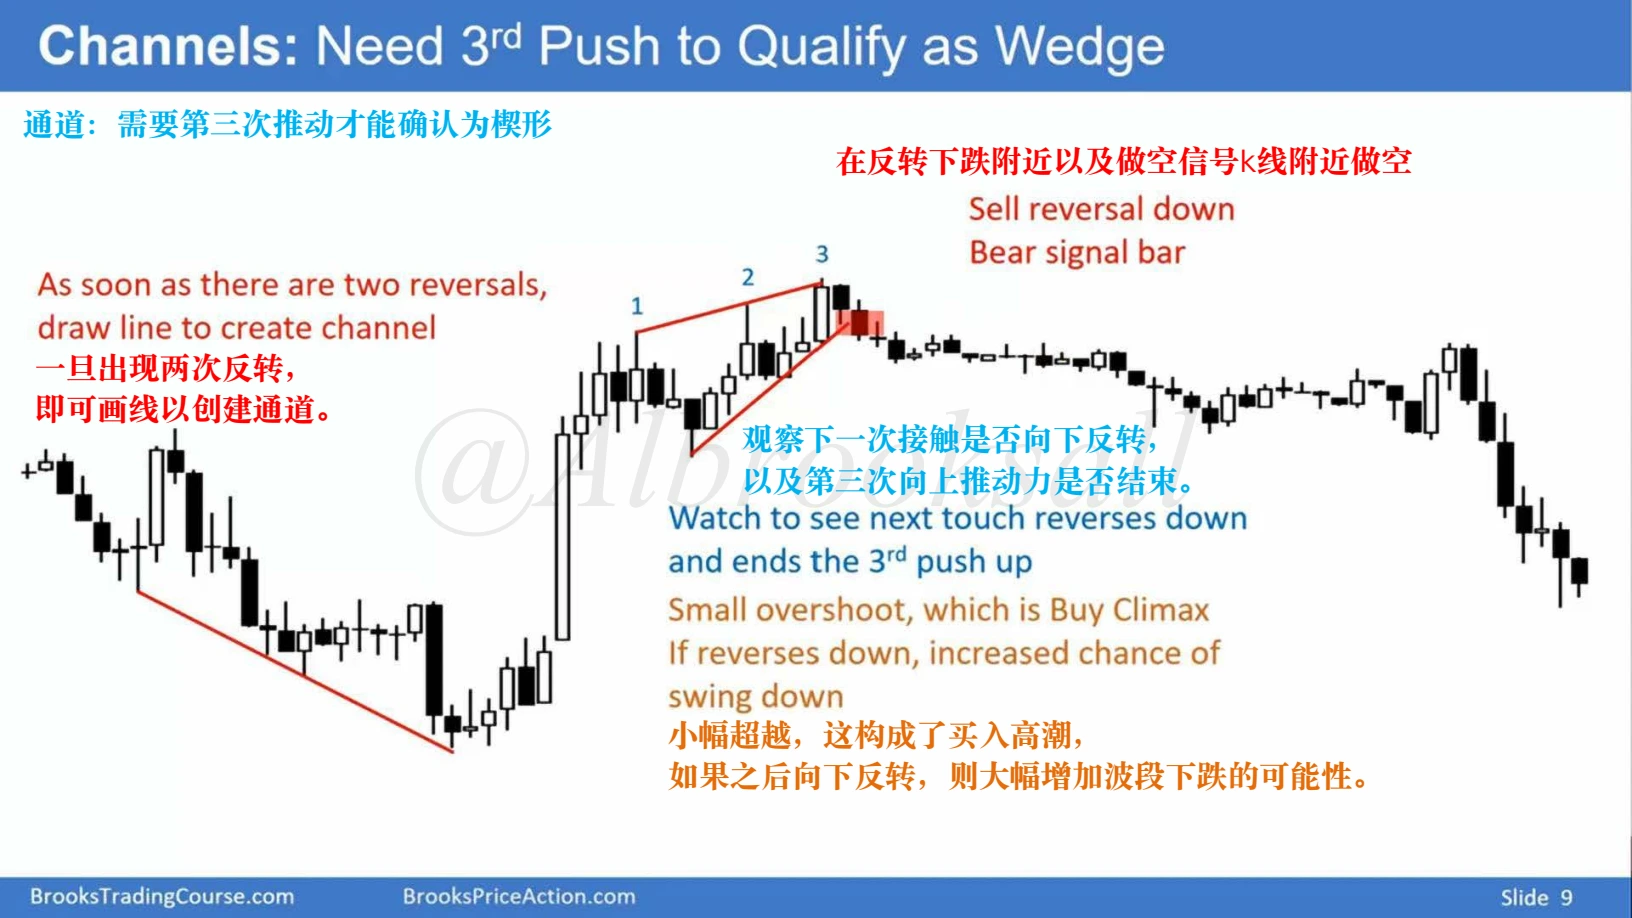 Channels: Need 3rd Push to Qualify as Wedge
通道：需要第三次推动才能确认为楔形
在反转下跌附近以及做空信号k线附近做空
Sell reversal down
Bear signal bar
As soon as there are two reversals,
draw line to create channel
一旦出现两次反转，
即可画线以创建通道。
1
2
3
@Albrooksall
观察下一次接触是否向下反转，
以及第三次向上推动力是否结束。
Watch to see next touch reverses down
and ends the 3rd push up
Small overshoot, which is Buy Climax
If reverses down, increased chance of
swing down
小幅超越，这构成了买入高潮，
如果之后向下反转，则大幅增加波段下跌的可能性。
BrooksTradingCourse.com
BrooksPriceAction.com
Slide 9